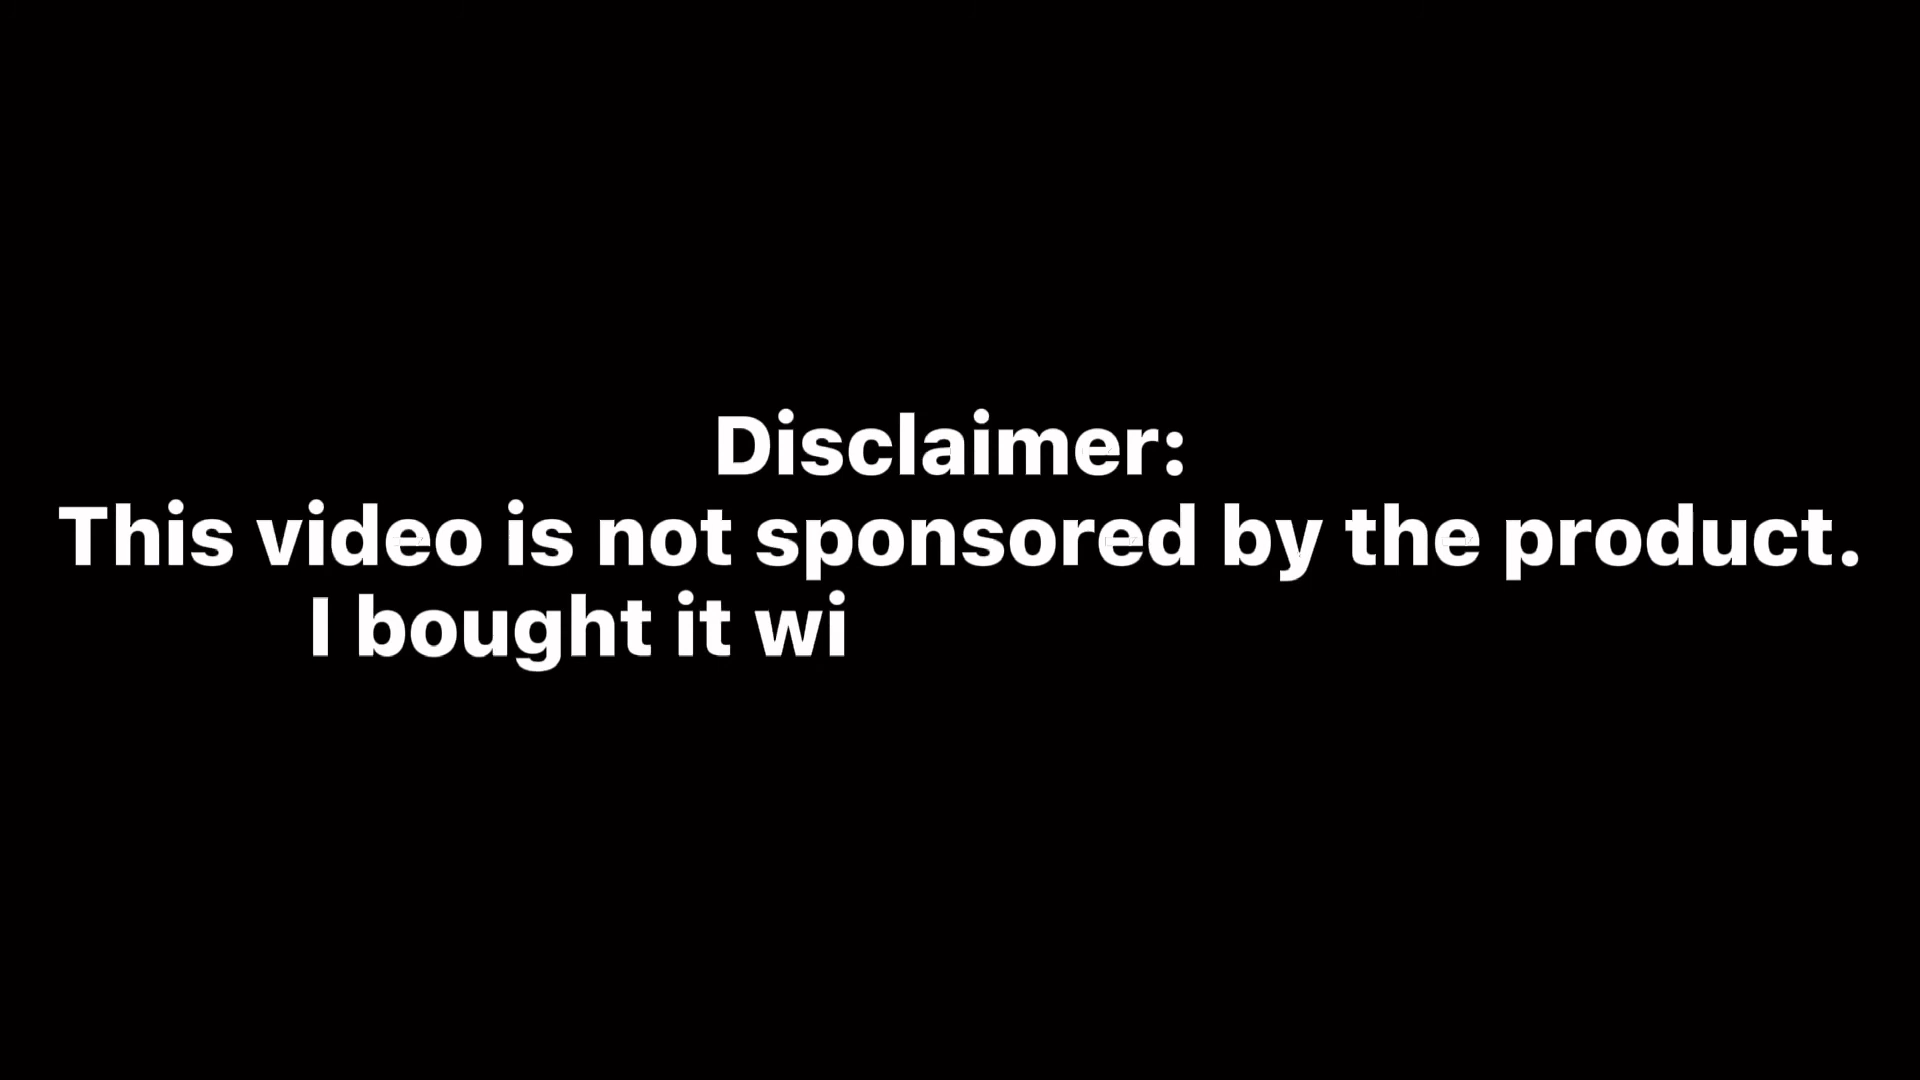 Disclaimer:
This video is not sponsored by the product.
I bought it wi